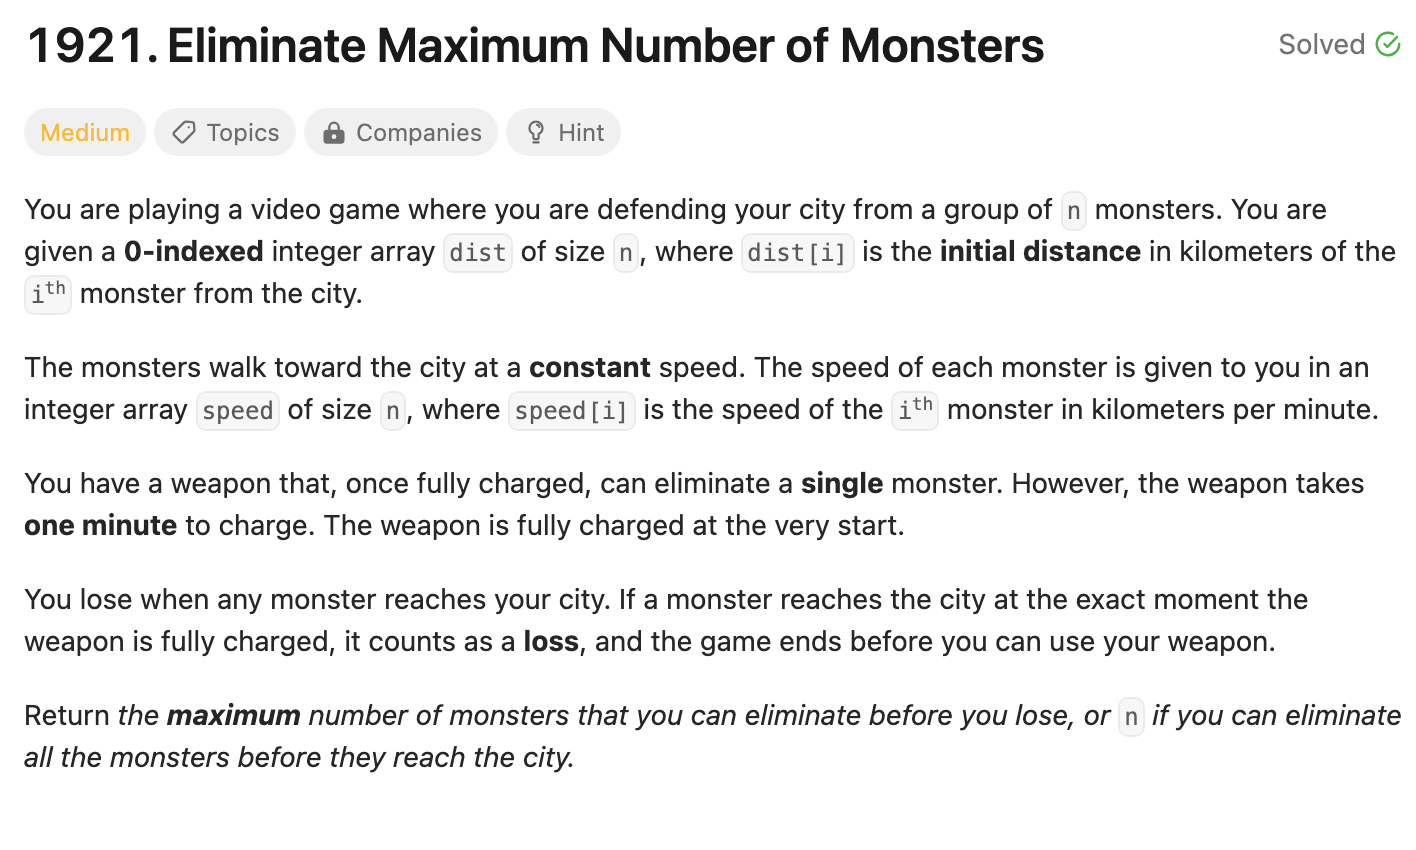 1921. Eliminate Maximum Number of Monsters
Solved
Medium Topics Companies Hint
You are playing a video game where you are defending your city from a group of n monsters. You are
given a 0-indexed integer array dist of size n, where dist[i] is the initial distance in kilometers of the
ith monster from the city.
The monsters walk toward the city at a constant speed. The speed of each monster is given to you in an
integer array speed of size n, where speed[i] is the speed of the ith monster in kilometers per minute.
You have a weapon that, once fully charged, can eliminate a single monster. However, the weapon takes
one minute to charge. The weapon is fully charged at the very start.
You lose when any monster reaches your city. If a monster reaches the city at the exact moment the
weapon is fully charged, it counts as a loss, and the game ends before you can use your weapon.
Return the maximum number of monsters that you can eliminate before you lose, or n if you can eliminate
all the monsters before they reach the city.